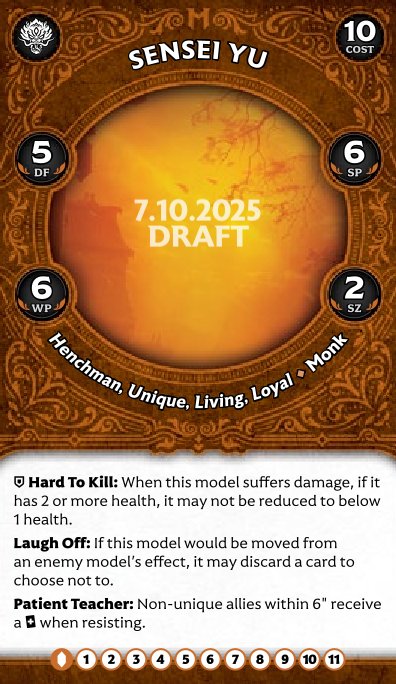 SENSEI YU
10
COST
5
DF
6
SP
7.10.2025
DRAFT
6
WP
2
SZ
Henchman, Unique, Living, Loyal ◆ Monk
Hard To Kill: When this model suffers damage, if it
has 2 or more health, it may not be reduced to below
1 health.
Laugh Off: If this model would be moved from
an enemy model's effect, it may discard a card to
choose not to.
Patient Teacher: Non-unique allies within 6" receive
a + when resisting.
1 2 3 4 5 6 7 8 9 10 11